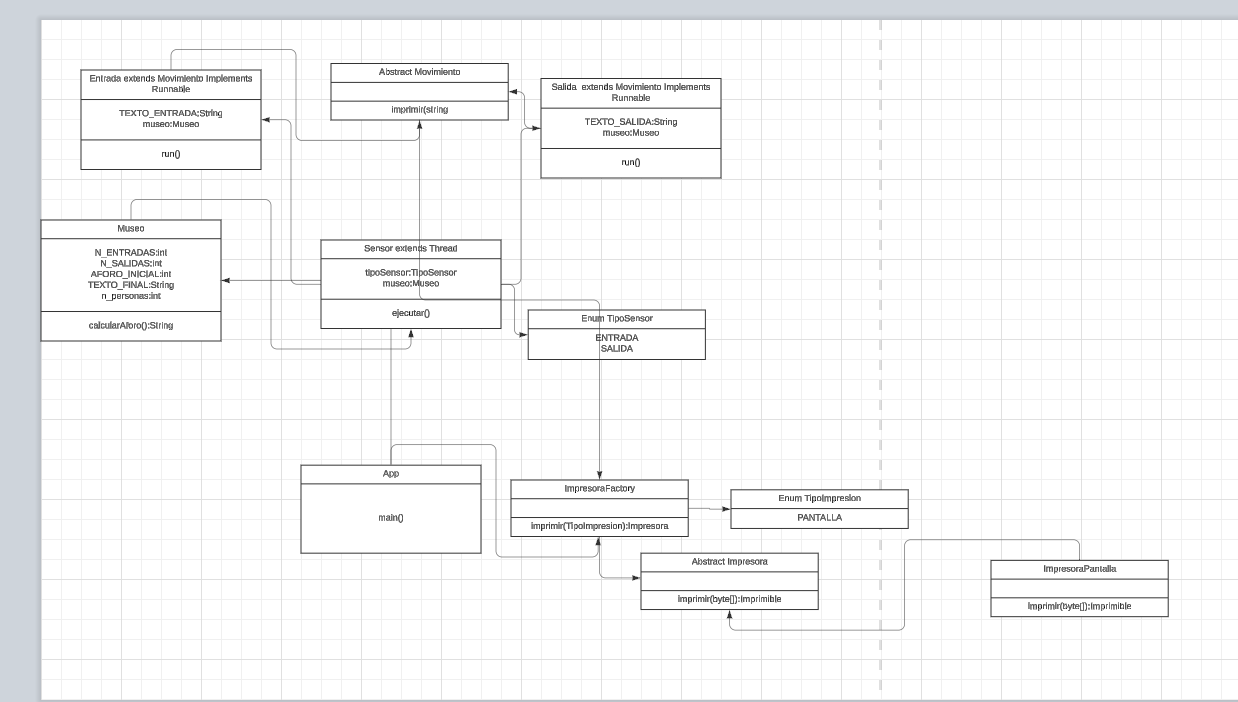 Entrada extends Movimiento Implements
Runnable
TEXTO_ENTRADA:String
museo:Museo
run()
Abstract Movimiento
imprimir(string
Salida extends Movimiento Implements
Runnable
TEXTO_SALIDA:String
museo:Museo
run()
Museo
N_ENTRADAS:int
N_SALIDAS:int
AFORO_INICIAL:int
TEXTO_FINAL:String
n_personas:int
calcularAforo():String
Sensor extends Thread
tipoSensor:TipoSensor
museo:Museo
ejecutar()
Enum TipoSensor
ENTRADA
SALIDA
App
main()
ImpresoraFactory
imprimir(TipoImpresion):Impresora
Enum TipoImpresion
PANTALLA
Abstract Impresora
imprimir(byte[]):Imprimible
ImpresoraPantalla
imprimir(byte[]):Imprimible